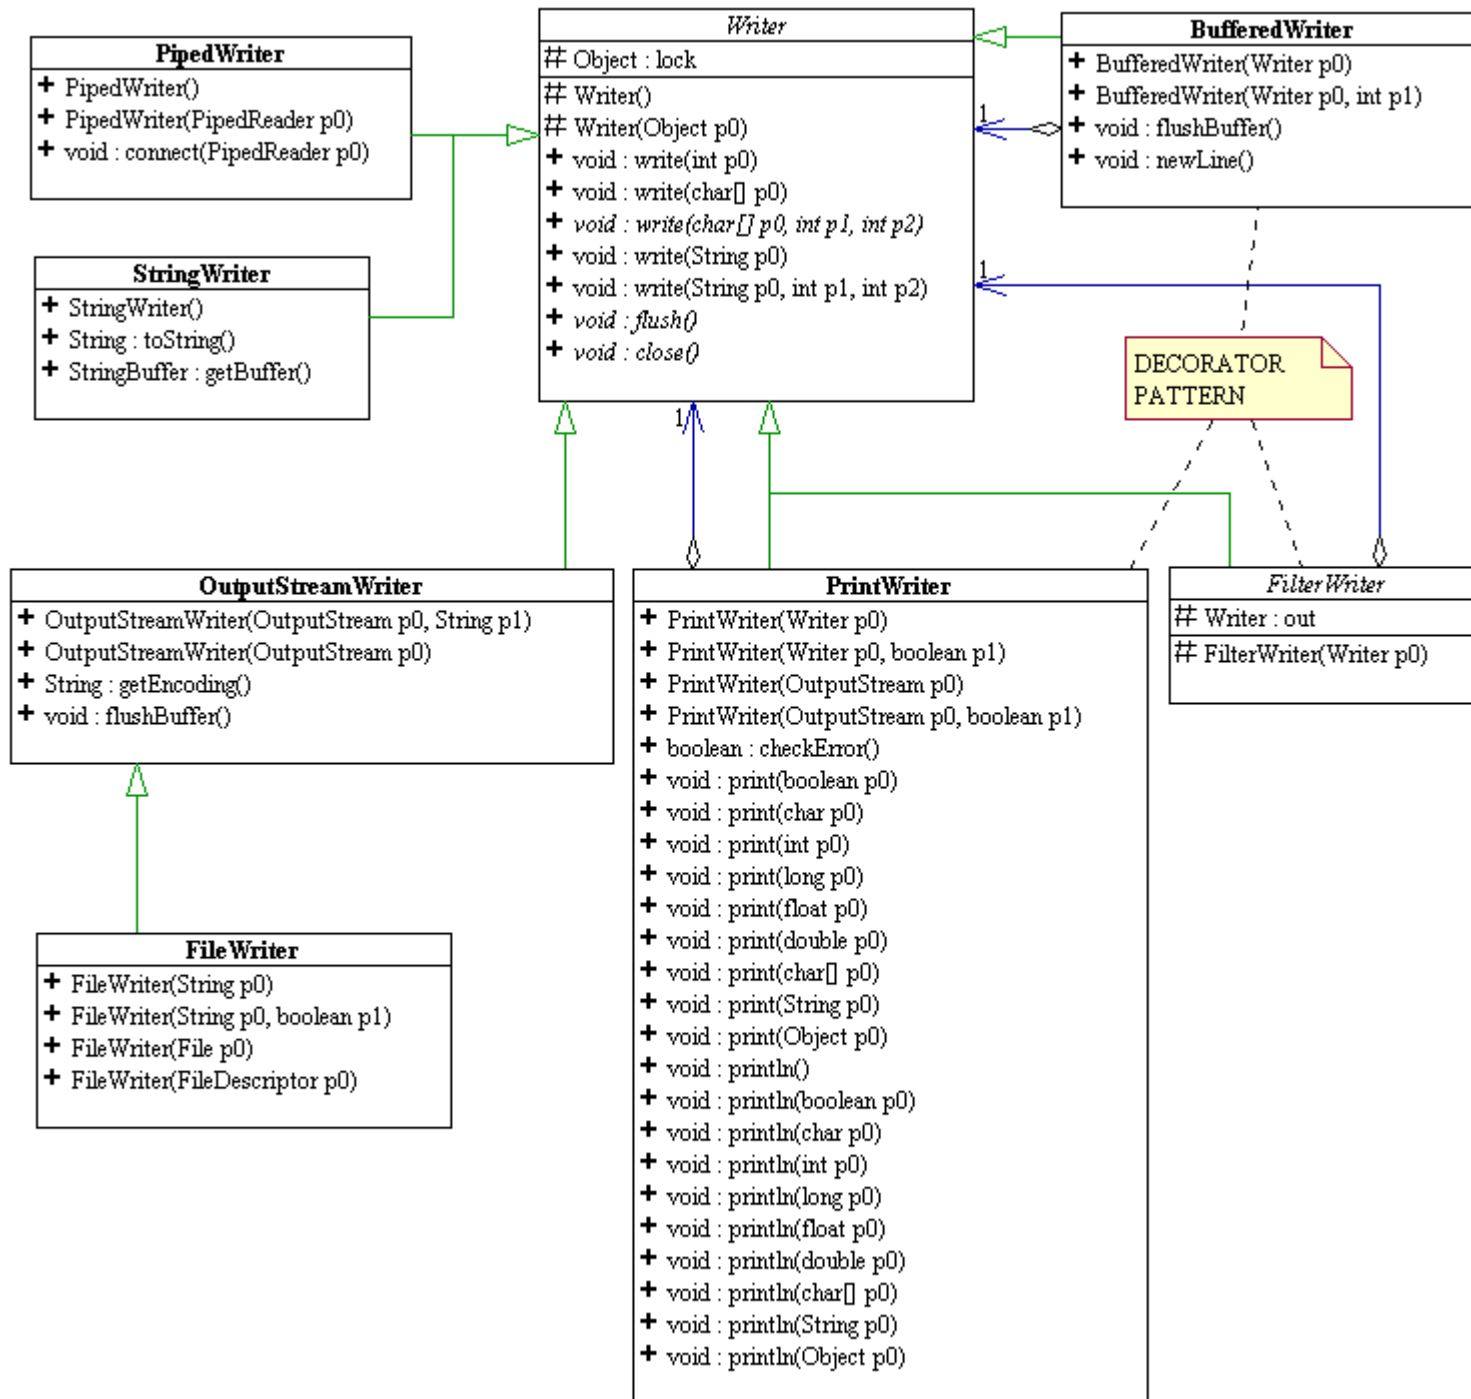 PipedWriter
+ PipedWriter()
+ PipedWriter(PipedReader p0)
+ void : connect(PipedReader p0)
StringWriter
+ StringWriter()
+ String : toString()
+ StringBuffer : getBuffer()
Writer
# Object : lock
# Writer()
# Writer(Object p0)
+ void : write(int p0)
+ void : write(char[] p0)
+ void : write(char[] p0, int p1, int p2)
+ void : write(String p0)
+ void : write(String p0, int p1, int p2)
+ void : flush()
+ void : close()
BufferedWriter
+ BufferedWriter(Writer p0)
+ BufferedWriter(Writer p0, int p1)
+ void : flushBuffer()
+ void : newLine()
1
1
1
DECORATOR
PATTERN
OutputStreamWriter
+ OutputStreamWriter(OutputStream p0, String p1)
+ OutputStreamWriter(OutputStream p0)
+ String : getEncoding()
+ void : flushBuffer()
FileWriter
+ FileWriter(String p0)
+ FileWriter(String p0, boolean p1)
+ FileWriter(File p0)
+ FileWriter(FileDescriptor p0)
PrintWriter
+ PrintWriter(Writer p0)
+ PrintWriter(Writer p0, boolean p1)
+ PrintWriter(OutputStream p0)
+ PrintWriter(OutputStream p0, boolean p1)
+ boolean : checkError()
+ void : print(boolean p0)
+ void : print(char p0)
+ void : print(int p0)
+ void : print(long p0)
+ void : print(float p0)
+ void : print(double p0)
+ void : print(char[] p0)
+ void : print(String p0)
+ void : print(Object p0)
+ void : println()
+ void : println(boolean p0)
+ void : println(char p0)
+ void : println(int p0)
+ void : println(long p0)
+ void : println(float p0)
+ void : println(double p0)
+ void : println(char[] p0)
+ void : println(String p0)
+ void : println(Object p0)
FilterWriter
# Writer : out
# FilterWriter(Writer p0)